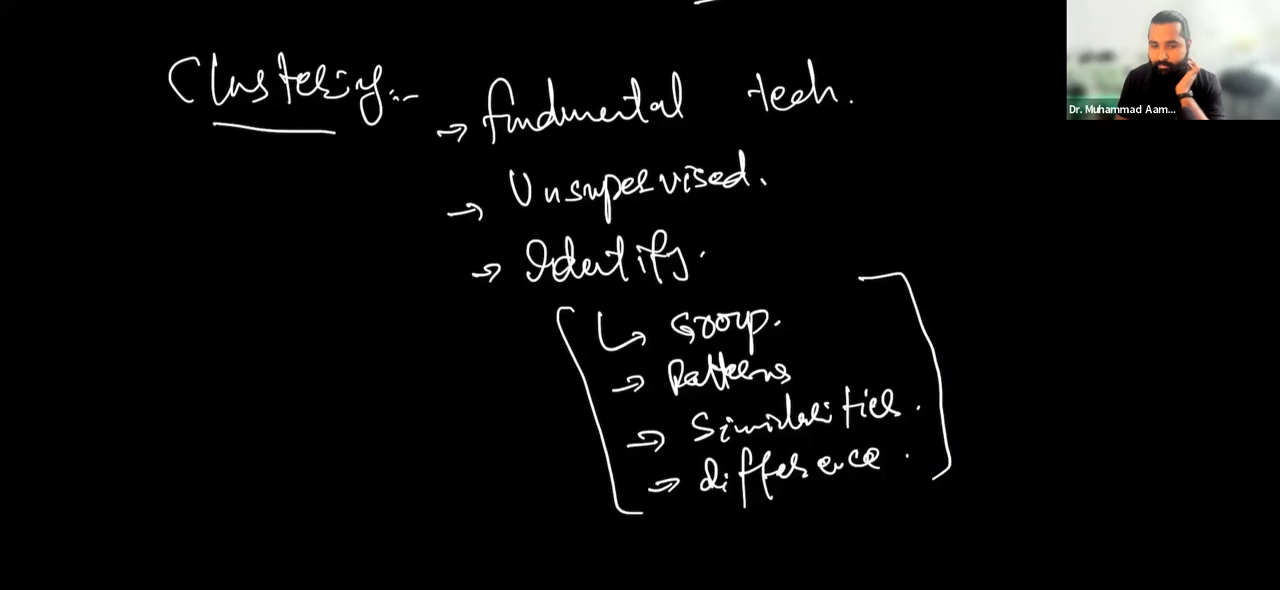 Clustering:-
Dr. Muhammad Aam...
→ fundmental tech.
→ Unsupervised.
→ Identify.
↳ Group.
→ Patterns
→ Similarities.
→ difference.